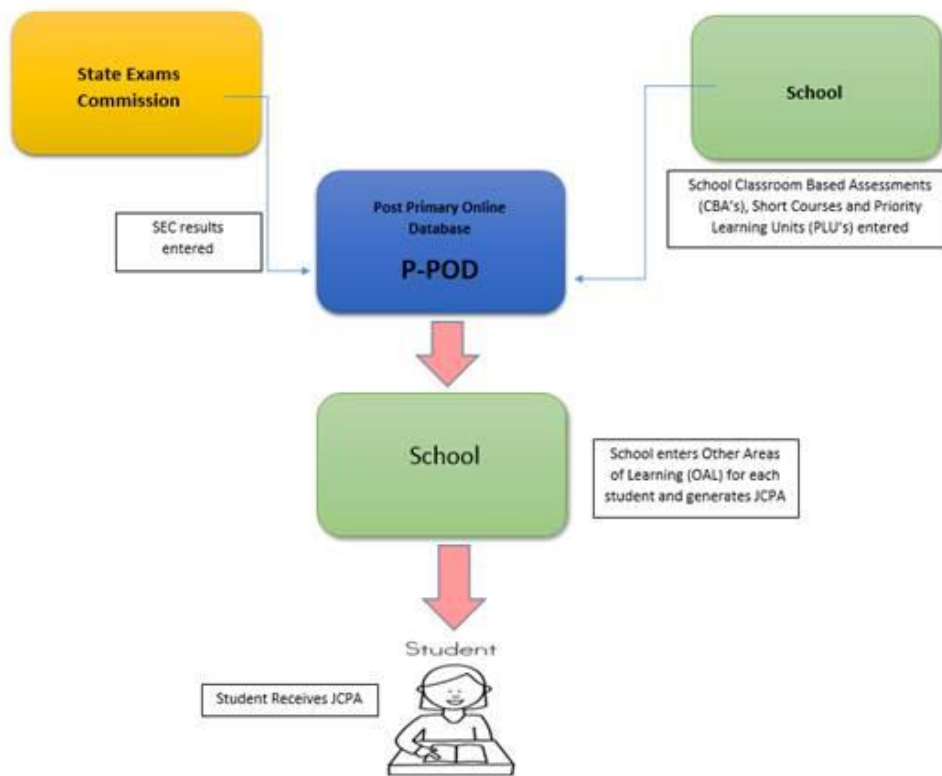 State Exams
Commission
School
School Classroom Based Assessments
(CBA's), Short Courses and Priority
Learning Units (PLU's) entered
SEC results
entered
Post Primary Online
Database
P-POD
School
School enters Other Areas
of Learning (OAL) for each
student and generates JCPA
Student
Student Receives JCPA